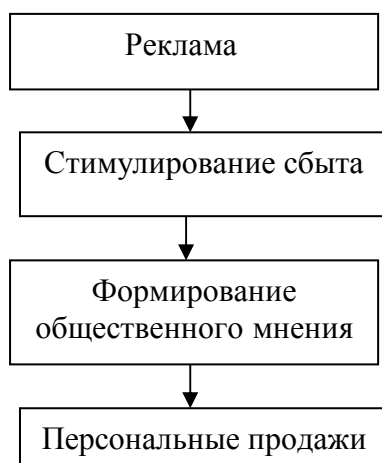 Реклама
Стимулирование сбыта
Формирование
общественного мнения
Персональные продажи